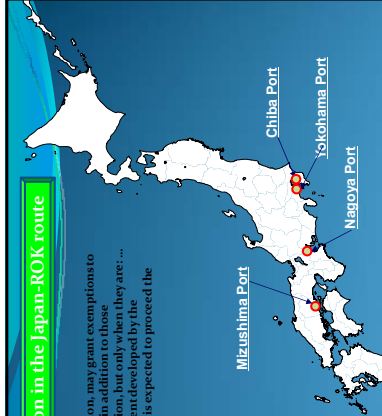 on in the Japan-ROK route
on, may grant exemptions to
in addition to those
ion, but only when they are: ...
ent developed by the
is expected to proceed the
Chiba Port
Yokohama Port
Nagoya Port
Mizushima Port